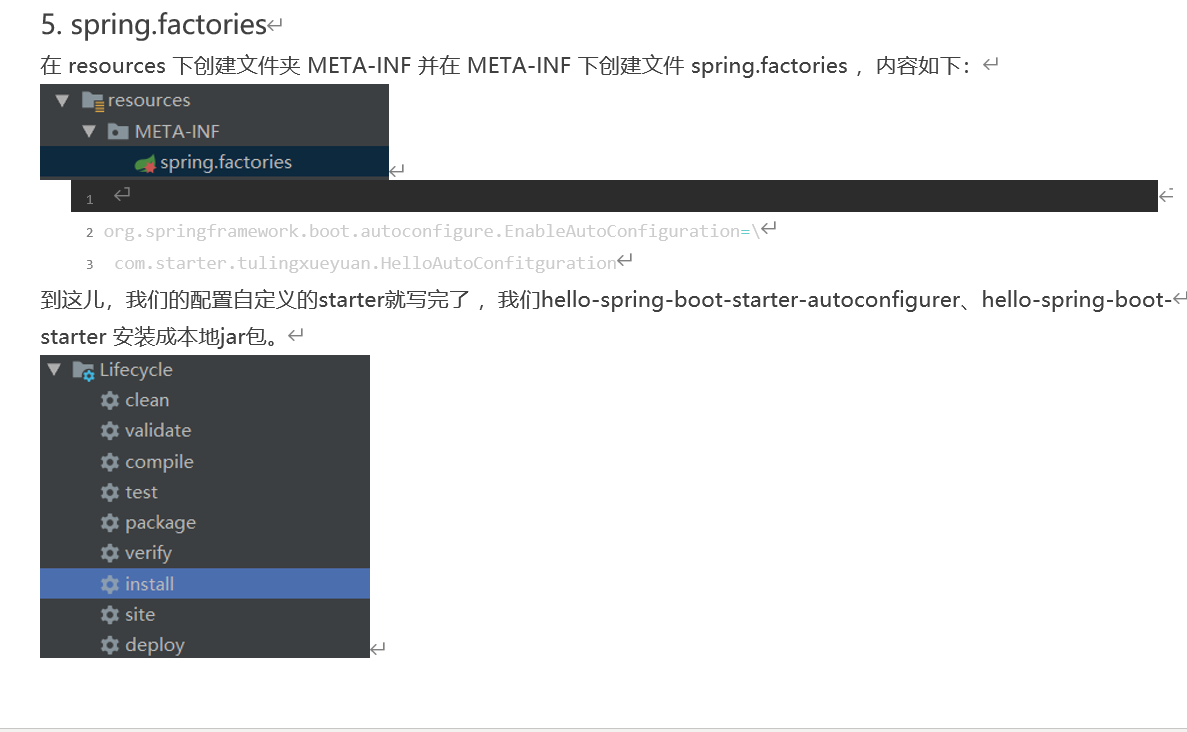 5. spring.factories
在 resources 下创建文件夹 META-INF 并在 META-INF 下创建文件 spring.factories ，内容如下：
resources
META-INF
spring.factories
1
2 org.springframework.boot.autoconfigure.EnableAutoConfiguration=\
3 com.starter.tulingxueyuan.HelloAutoConfitguration
到这儿，我们的配置自定义的starter就写完了 ，我们hello-spring-boot-starter-autoconfigurer、hello-spring-boot-
starter 安装成本地jar包。
Lifecycle
clean
validate
compile
test
package
verify
install
site
deploy